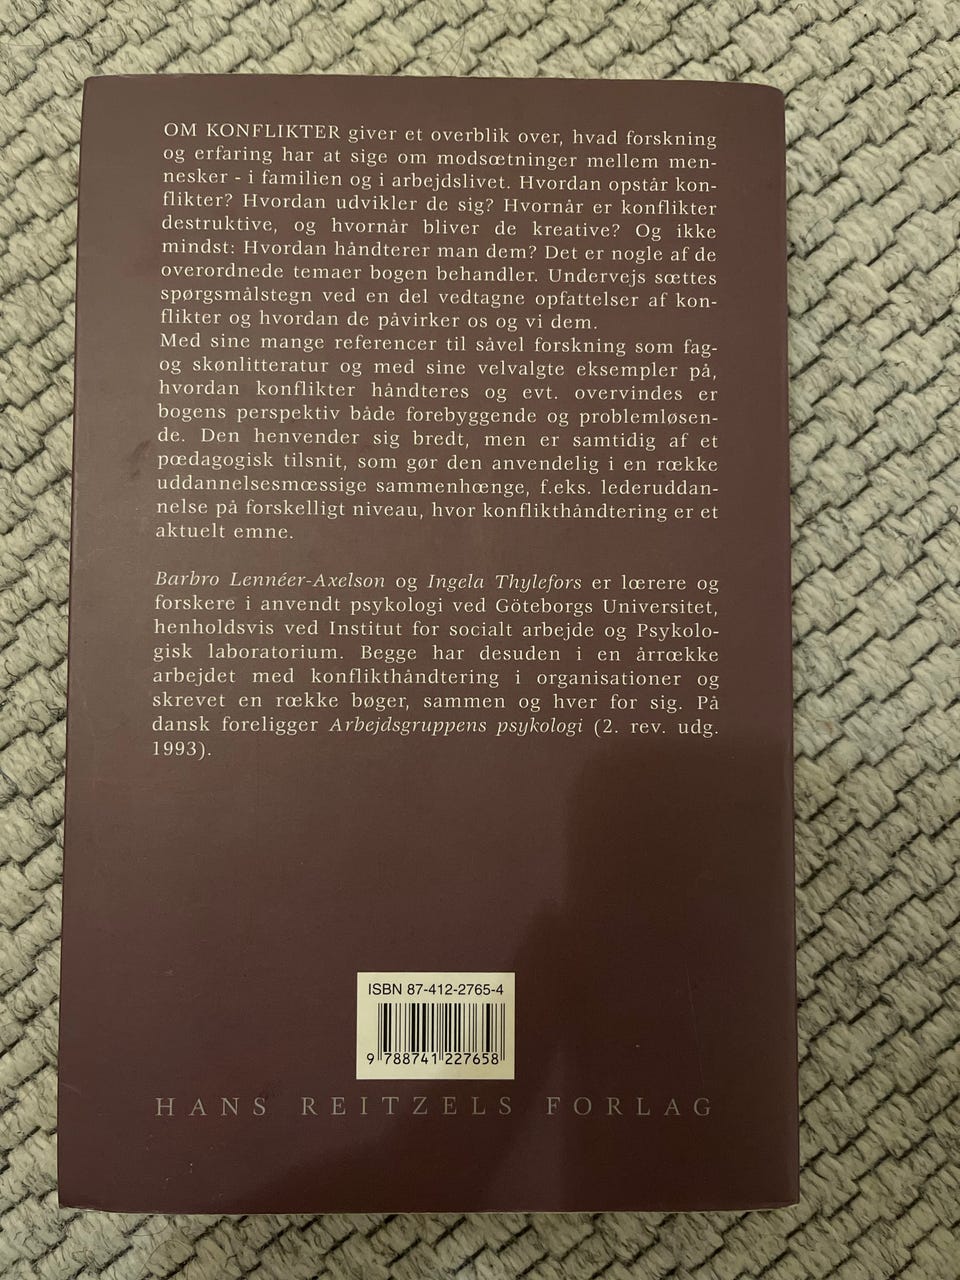 OM KONFLIKTER giver et overblik over, hvad forskning
og erfaring har at sige om modsætninger mellem men-
nesker - i familien og i arbejdslivet. Hvordan opstår kon-
flikter? Hvordan udvikler de sig? Hvornår er konflikter
destruktive, og hvornår bliver de kreative? Og ikke
mindst: Hvordan håndterer man dem? Det er nogle af de
overordnede temaer bogen behandler. Undervejs sættes
spørgsmålstegn ved en del vedtagne opfattelser af kon-
flikter og hvordan de påvirker os og vi dem.
Med sine mange referencer til såvel forskning som fag-
og skønlitteratur og med sine velvalgte eksempler på,
hvordan konflikter håndteres og evt. overvindes er
bogens perspektiv både forebyggende og problemløsen-
de. Den henvender sig bredt, men er samtidig af et
pædagogisk tilsnit, som gør den anvendelig i en række
uddannelsesmæssige sammenhænge, f.eks. lederuddan-
nelse på forskelligt niveau, hvor konflikthåndtering er et
aktuelt emne.
Barbro Lennéer-Axelson og Ingela Thylefors er lærere og
forskere i anvendt psykologi ved Göteborgs Universitet,
henholdsvis ved Institut for socialt arbejde og Psykolo-
gisk laboratorium. Begge har desuden i en årrække
arbejdet med konflikthåndtering i organisationer og
skrevet en række bøger, sammen og hver for sig. På
dansk foreligger Arbejdsgruppens psykologi (2. rev. udg.
1993).
ISBN 87-412-2765-4
9 788741 227658
HANS REITZELS FORLAG